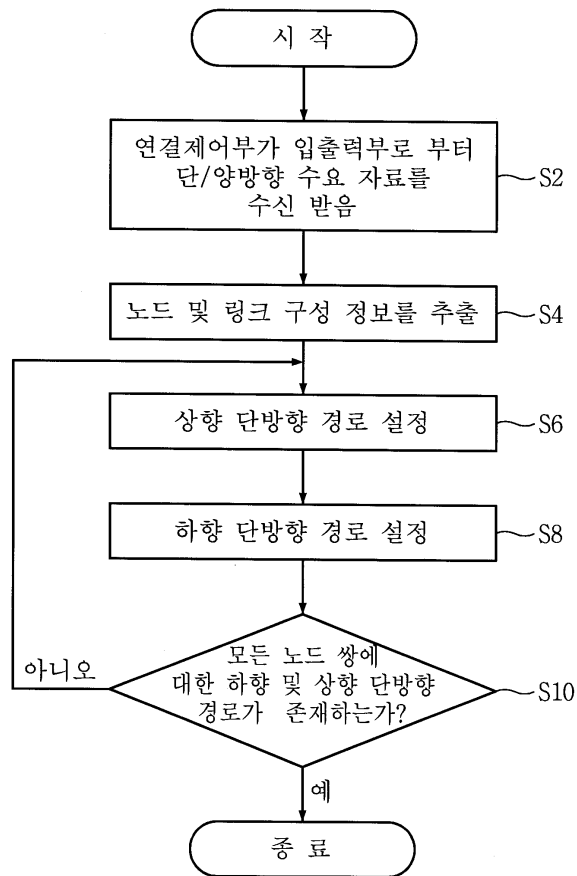 시 작
연결제어부가 입출력부로 부터
단/양방향 수요 자료를
수신 받음
S2
노드 및 링크 구성 정보를 추출
S4
상향 단방향 경로 설정
S6
하향 단방향 경로 설정
S8
모든 노드 쌍에
대한 하향 및 상향 단방향
경로가 존재하는가?
S10
아니오
예
종 료